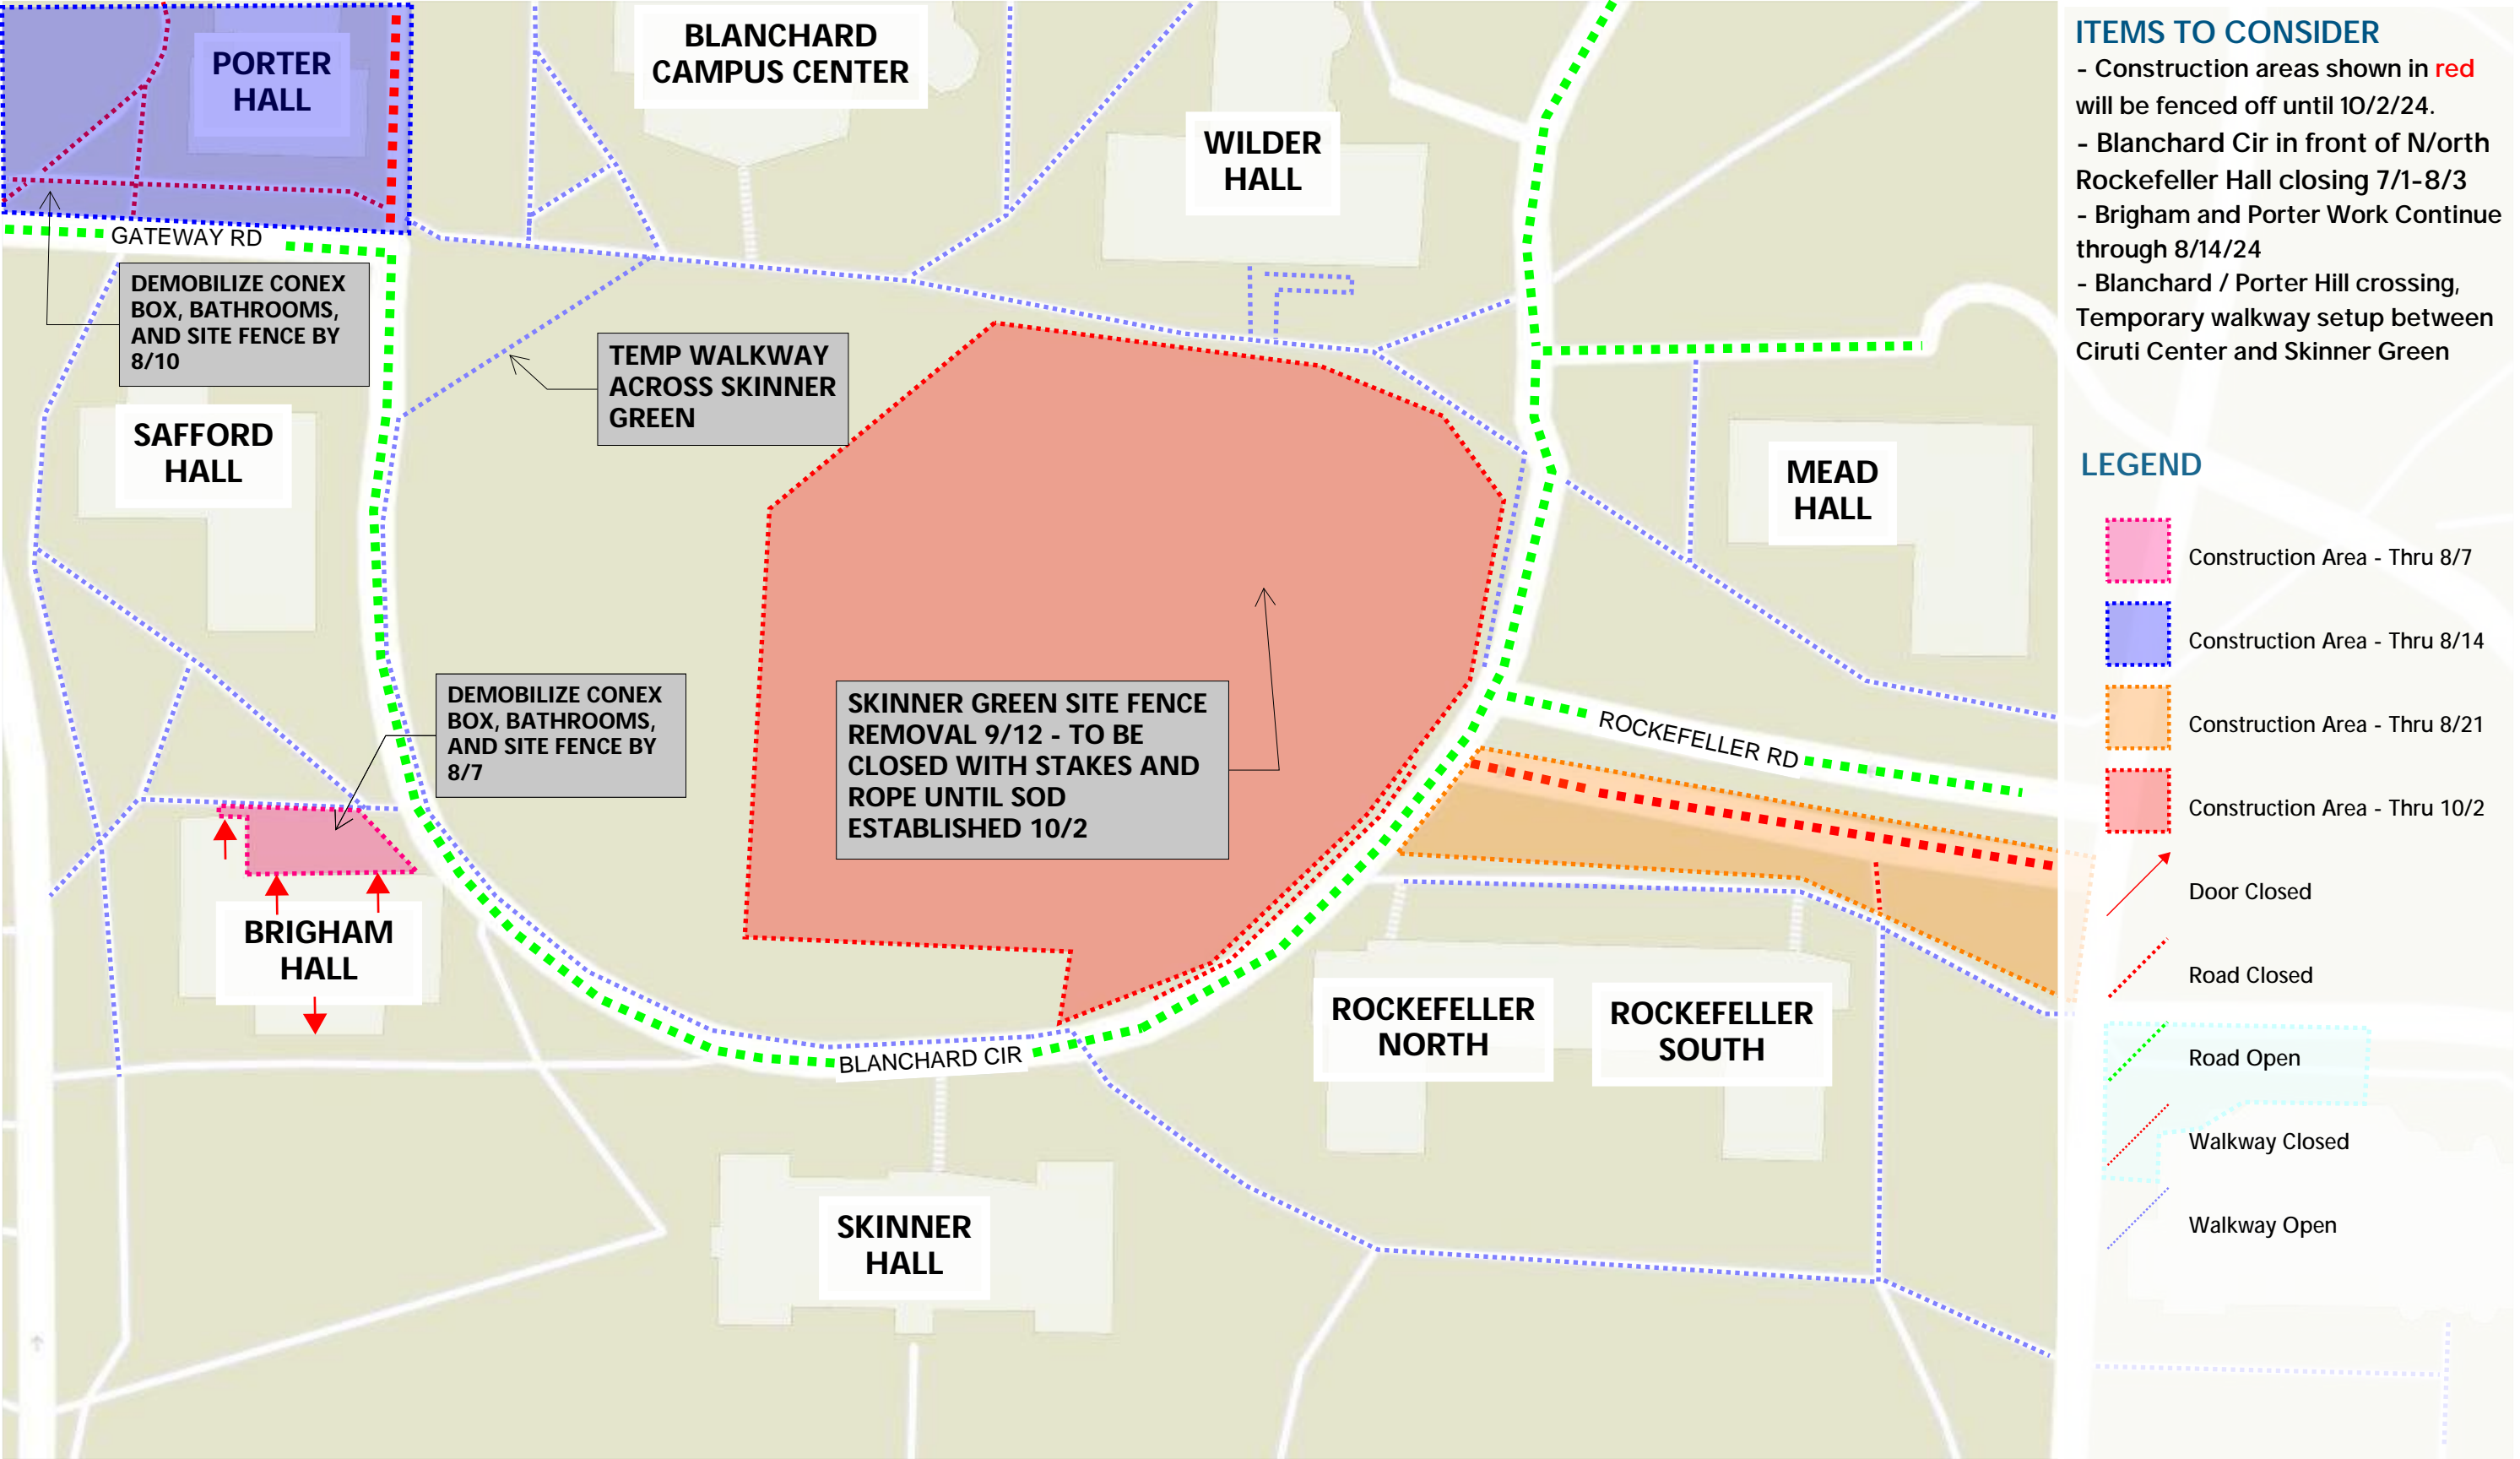 PORTER
HALL
BLANCHARD
CAMPUS CENTER
WILDER
HALL
GATEWAY RD
DEMOBILIZE CONEX
BOX, BATHROOMS,
AND SITE FENCE BY
8/10
TEMP WALKWAY
ACROSS SKINNER
GREEN
SAFFORD
HALL
MEAD
HALL
DEMOBILIZE CONEX
BOX, BATHROOMS,
AND SITE FENCE BY
8/7
SKINNER GREEN SITE FENCE
REMOVAL 9/12 - TO BE
CLOSED WITH STAKES AND
ROPE UNTIL SOD
ESTABLISHED 10/2
ROCKEFELLER RD
BRIGHAM
HALL
ROCKEFELLER
NORTH
ROCKEFELLER
SOUTH
BLANCHARD CIR
SKINNER
HALL
ITEMS TO CONSIDER
- Construction areas shown in red
will be fenced off until 10/2/24.
- Blanchard Cir in front of N/orth
Rockefeller Hall closing 7/1-8/3
- Brigham and Porter Work Continue
through 8/14/24
- Blanchard / Porter Hill crossing,
Temporary walkway setup between
Ciruti Center and Skinner Green
LEGEND
Construction Area - Thru 8/7
Construction Area - Thru 8/14
Construction Area - Thru 8/21
Construction Area - Thru 10/2
Door Closed
Road Closed
Road Open
Walkway Closed
Walkway Open